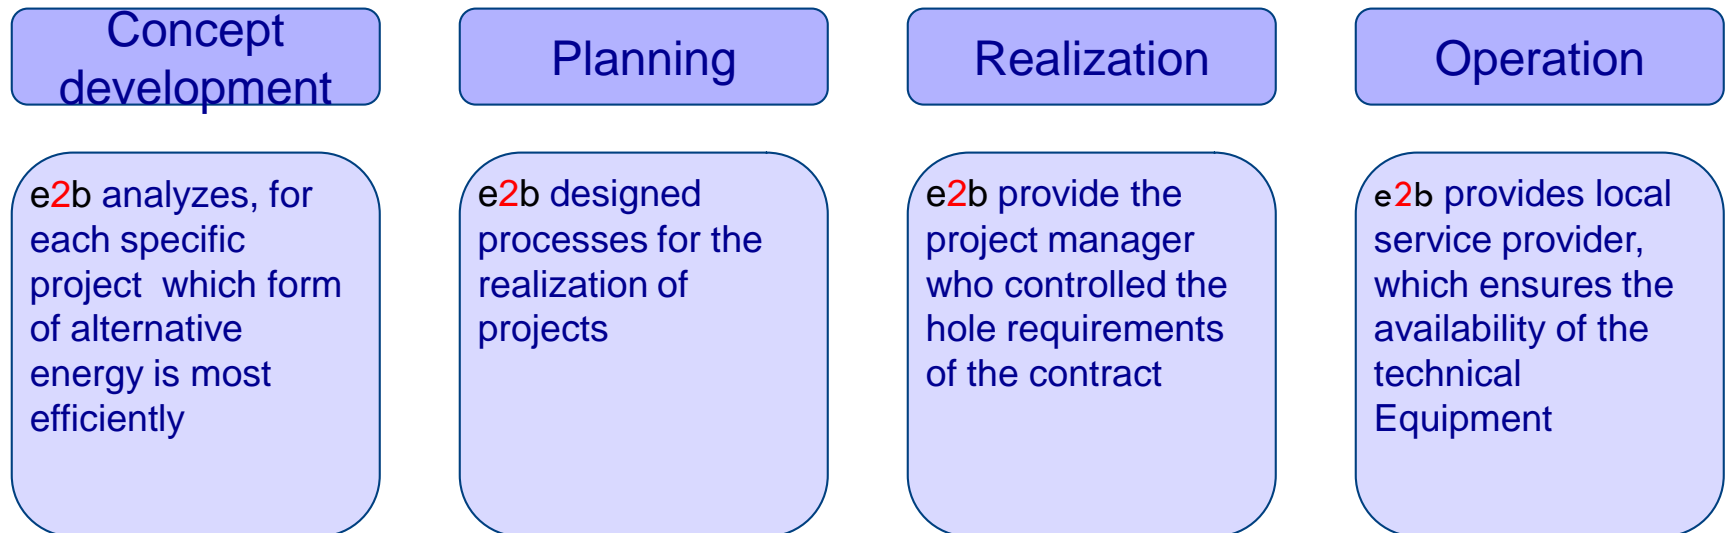 Concept
development
Planning
Realization
Operation
e2b analyzes, for
each specific
project  which form
of alternative
energy is most
efficiently
e2b designed
processes for the
realization of
projects
e2b provide the
project manager
who controlled the
hole requirements
of the contract
e2b provides local
service provider,
which ensures the
availability of the
technical
Equipment